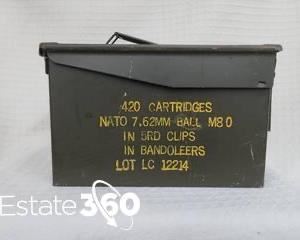 420 CARTRIDGES
NATO 7.62MM BALL M80
IN 5RD CLIPS
IN BANDOLEERS
LOT LC 12214
Estate360